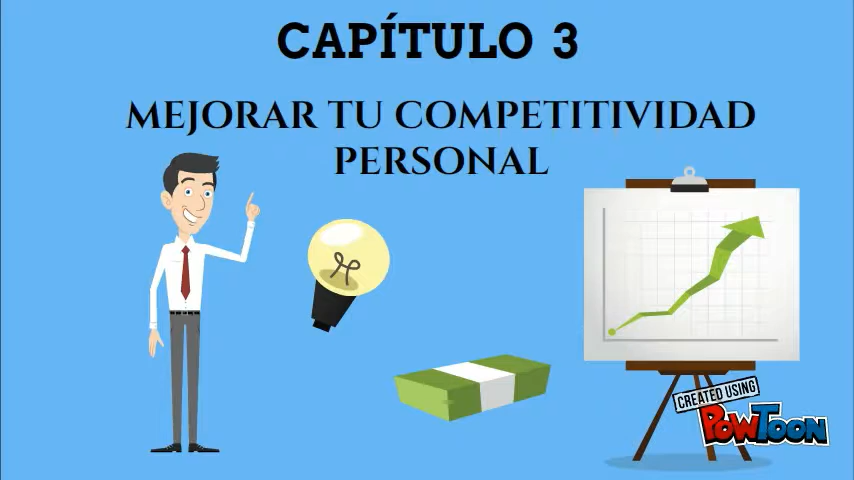 CAPÍTULO 3
MEJORAR TU COMPETITIVIDAD
PERSONAL
CREATED USING
POWTOON